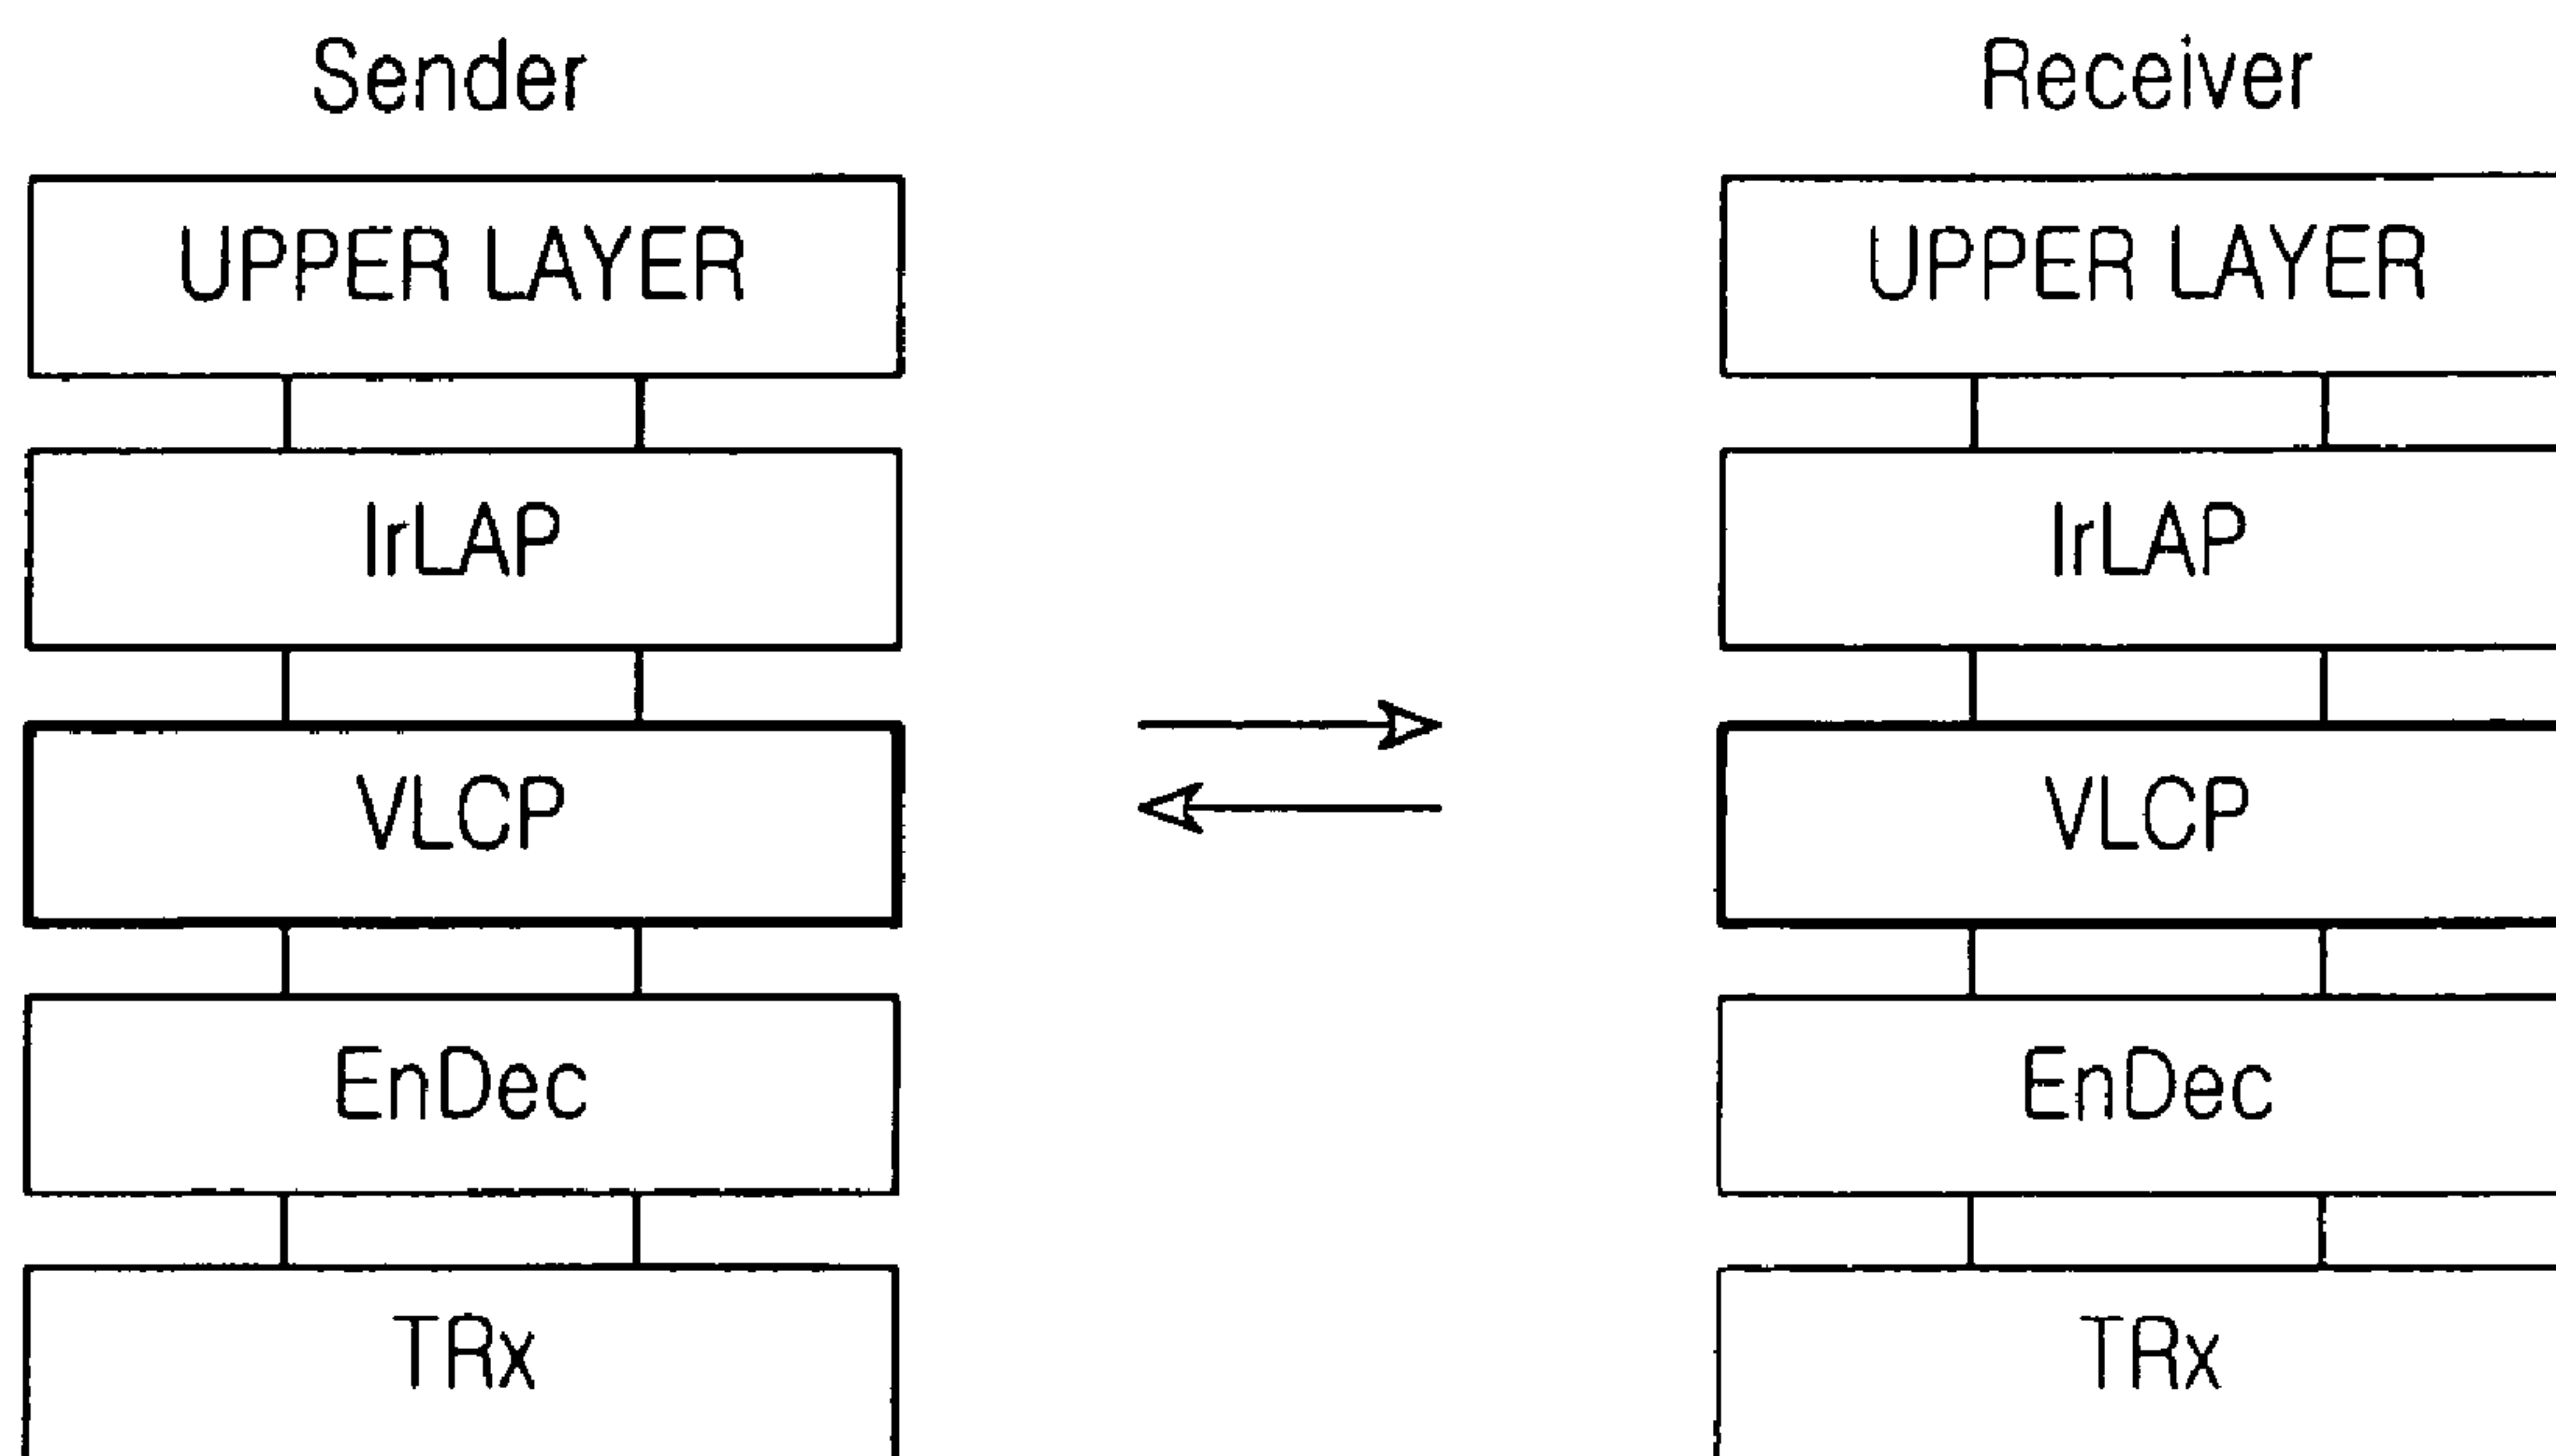 Sender
UPPER LAYER
IrLAP
VLCP
EnDec
TRx
Receiver
UPPER LAYER
IrLAP
VLCP
EnDec
TRx